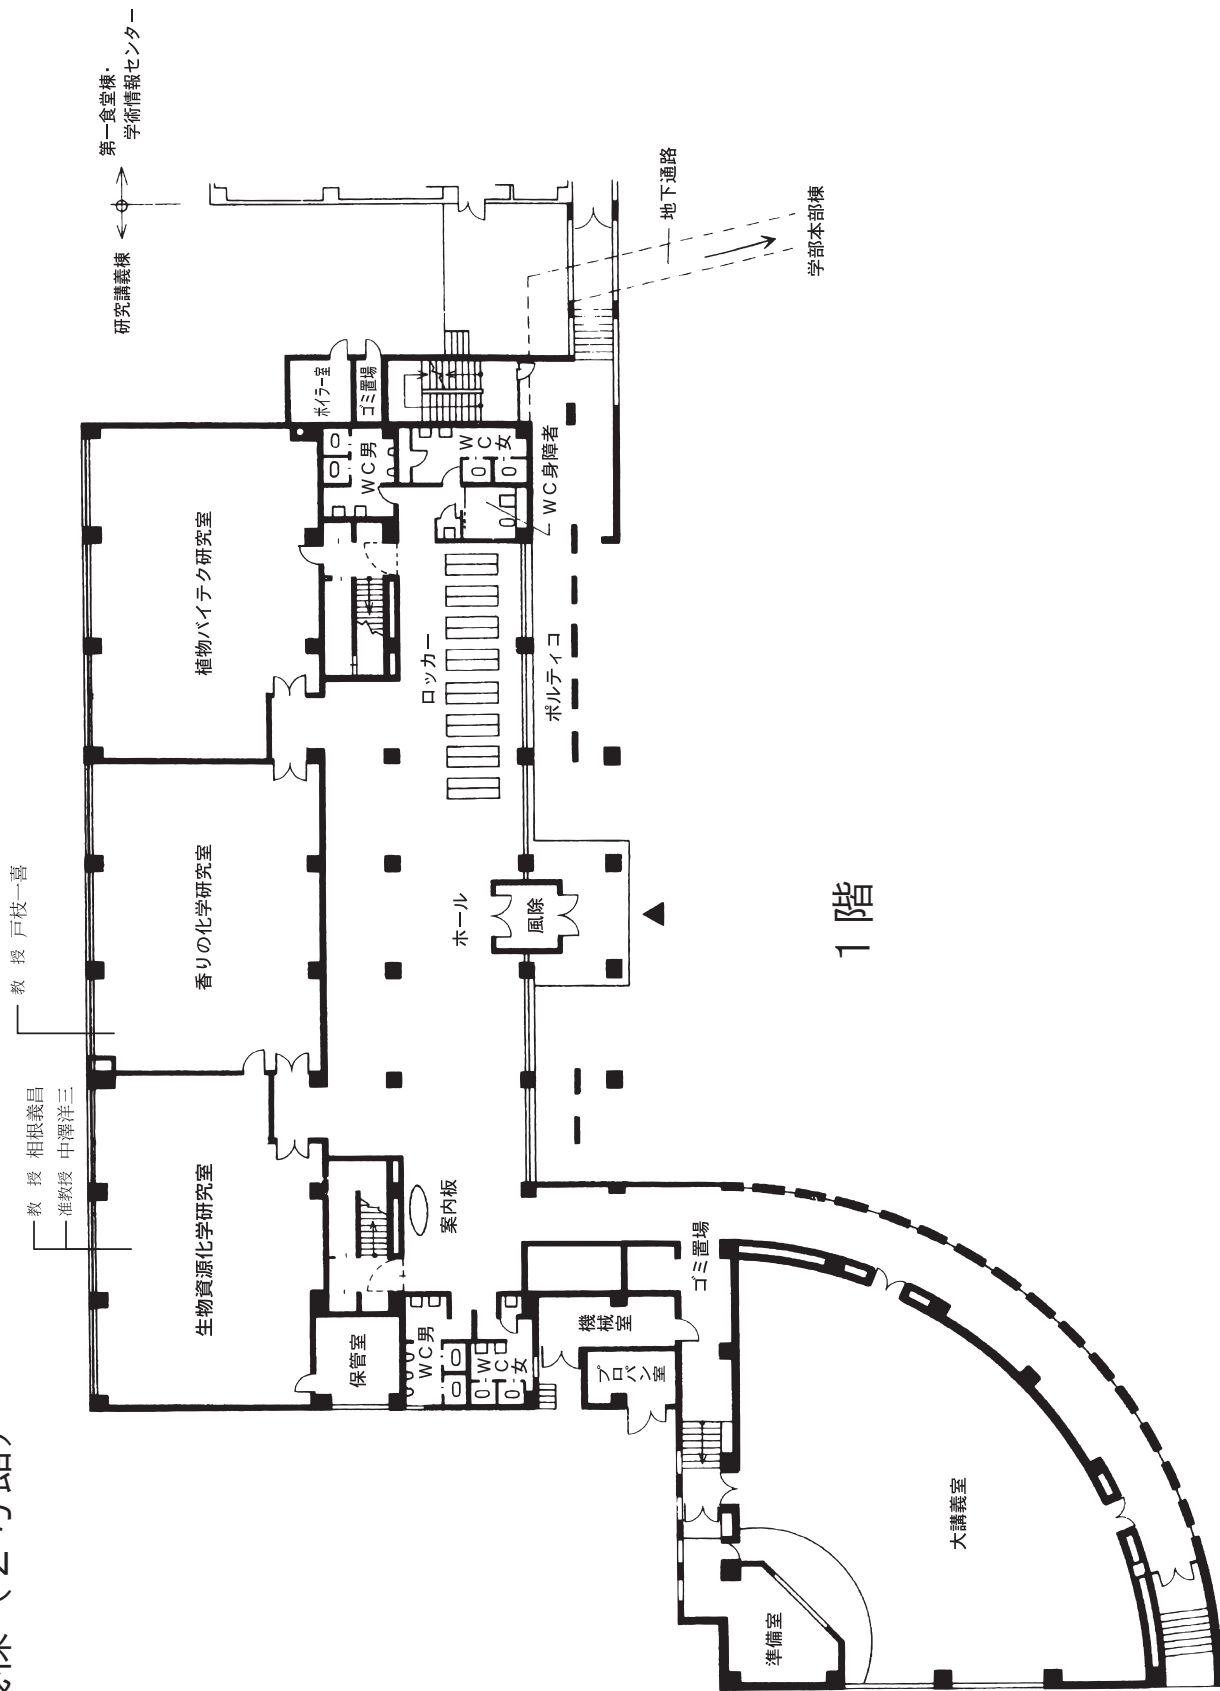 ２号館）
教 授 相根義昌
准教授 中澤洋三
教 授 戸枝一喜
研究講義棟
第一食堂棟・
学術情報センター
生物資源化学研究室
香りの化学研究室
植物バイテク研究室
ボイラー室
ゴミ置場
保管室
ＷＣ男
ＷＣ男
ＷＣ女
ＷＣ女
ＷＣ身障者
案内板
ホール
ロッカー
風除
ポルティコ
機械室
プロパン室
ゴミ置場
地下通路
学部本部棟
準備室
大講義室
１階